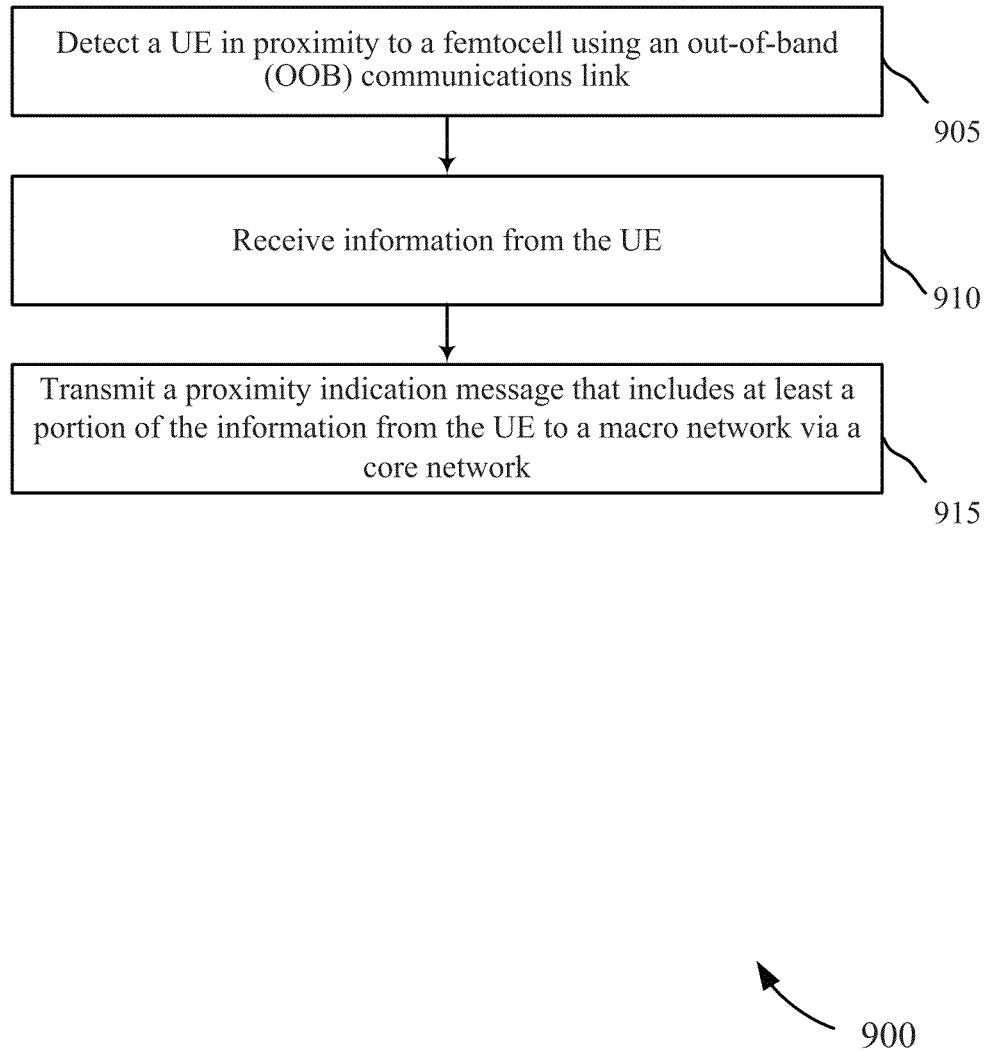 Detect a UE in proximity to a femtocell using an out-of-band
(OOB) communications link
905
Receive information from the UE
910
Transmit a proximity indication message that includes at least a
portion of the information from the UE to a macro network via a
core network
915
900